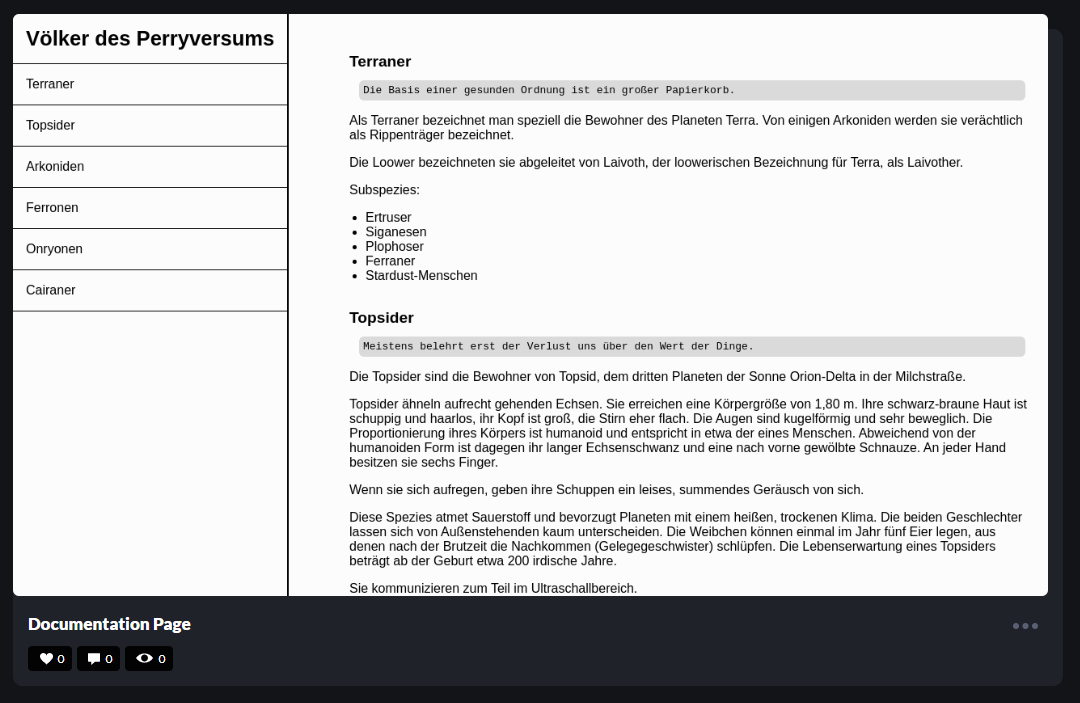 Völker des Perryversums
Terraner
Topsider
Arkoniden
Ferronen
Onryonen
Cairaner
Terraner
Die Basis einer gesunden Ordnung ist ein großer Papierkorb.
Als Terraner bezeichnet man speziell die Bewohner des Planeten Terra. Von einigen Arkoniden werden sie verächtlich
als Rippenträger bezeichnet.
Die Loower bezeichneten sie abgeleitet von Laivoth, der loowerischen Bezeichnung für Terra, als Laivother.
Subspezies:
Ertruser
Siganesen
Plophoser
Ferraner
Stardust-Menschen
Topsider
Meistens belehrt erst der Verlust uns über den Wert der Dinge.
Die Topsider sind die Bewohner von Topsid, dem dritten Planeten der Sonne Orion-Delta in der Milchstraße.
Topsider ähneln aufrecht gehenden Echsen. Sie erreichen eine Körpergröße von 1,80 m. Ihre schwarz-braune Haut ist
schuppig und haarlos, ihr Kopf ist groß, die Stirn eher flach. Die Augen sind kugelförmig und sehr beweglich. Die
Proportionierung ihres Körpers ist humanoid und entspricht in etwa der eines Menschen. Abweichend von der
humanoiden Form ist dagegen ihr langer Echsenschwanz und eine nach vorne gewölbte Schnauze. An jeder Hand
besitzen sie sechs Finger.
Wenn sie sich aufregen, geben ihre Schuppen ein leises, summendes Geräusch von sich.
Diese Spezies atmet Sauerstoff und bevorzugt Planeten mit einem heißen, trockenen Klima. Die beiden Geschlechter
lassen sich von Außenstehenden kaum unterscheiden. Die Weibchen können einmal im Jahr fünf Eier legen, aus
denen nach der Brutzeit die Nachkommen (Gelegegeschwister) schlüpfen. Die Lebenserwartung eines Topsiders
beträgt ab der Geburt etwa 200 irdische Jahre.
Sie kommunizieren zum Teil im Ultraschallbereich.
Documentation Page
0 0 0